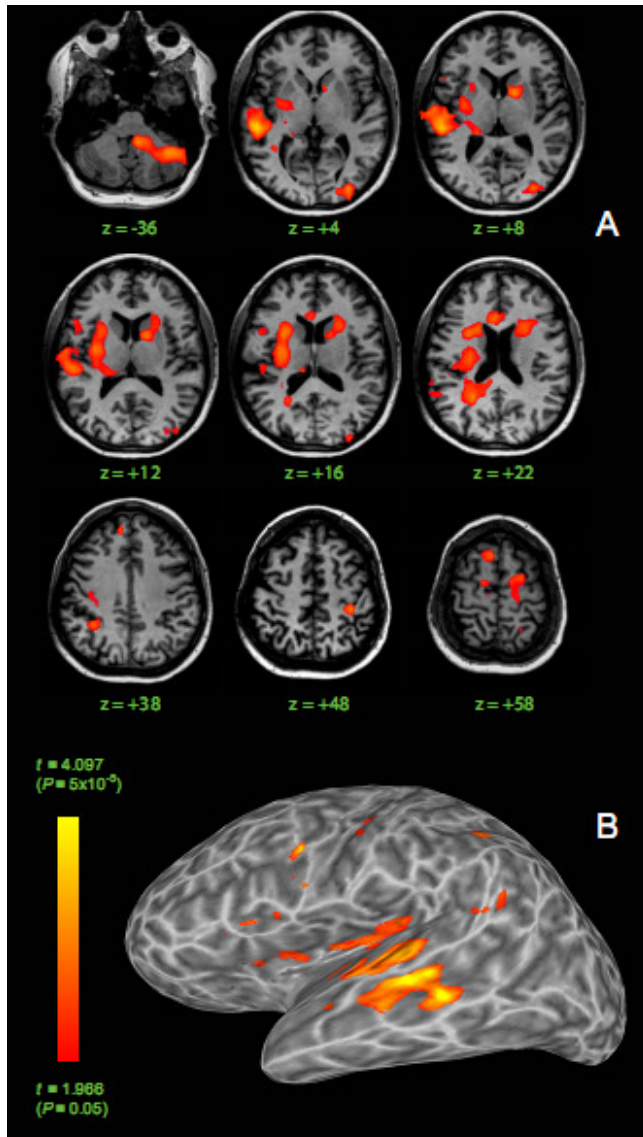 z = -36
z = +4
z = +8
A
z = +12
z = +16
z = +22
z = +38
z = +48
z = +58
t = 4.097
(P = 5x10⁻⁵)
B
t = 1.966
(P = 0.05)